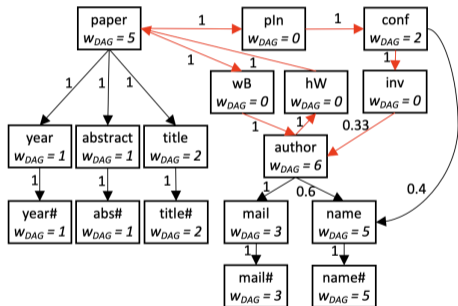 paper
w_DAG = 5
1
pIn
w_DAG = 0
1
conf
w_DAG = 2
1
1
1
wB
w_DAG = 0
hW
w_DAG = 0
inv
w_DAG = 0
1
1
1
1
1
0.33
year
w_DAG = 1
abstract
w_DAG = 1
title
w_DAG = 2
author
w_DAG = 6
1
1
1
1
0.6
0.4
year#
w_DAG = 1
abs#
w_DAG = 1
title#
w_DAG = 2
mail
w_DAG = 3
name
w_DAG = 5
1
1
mail#
w_DAG = 3
name#
w_DAG = 5